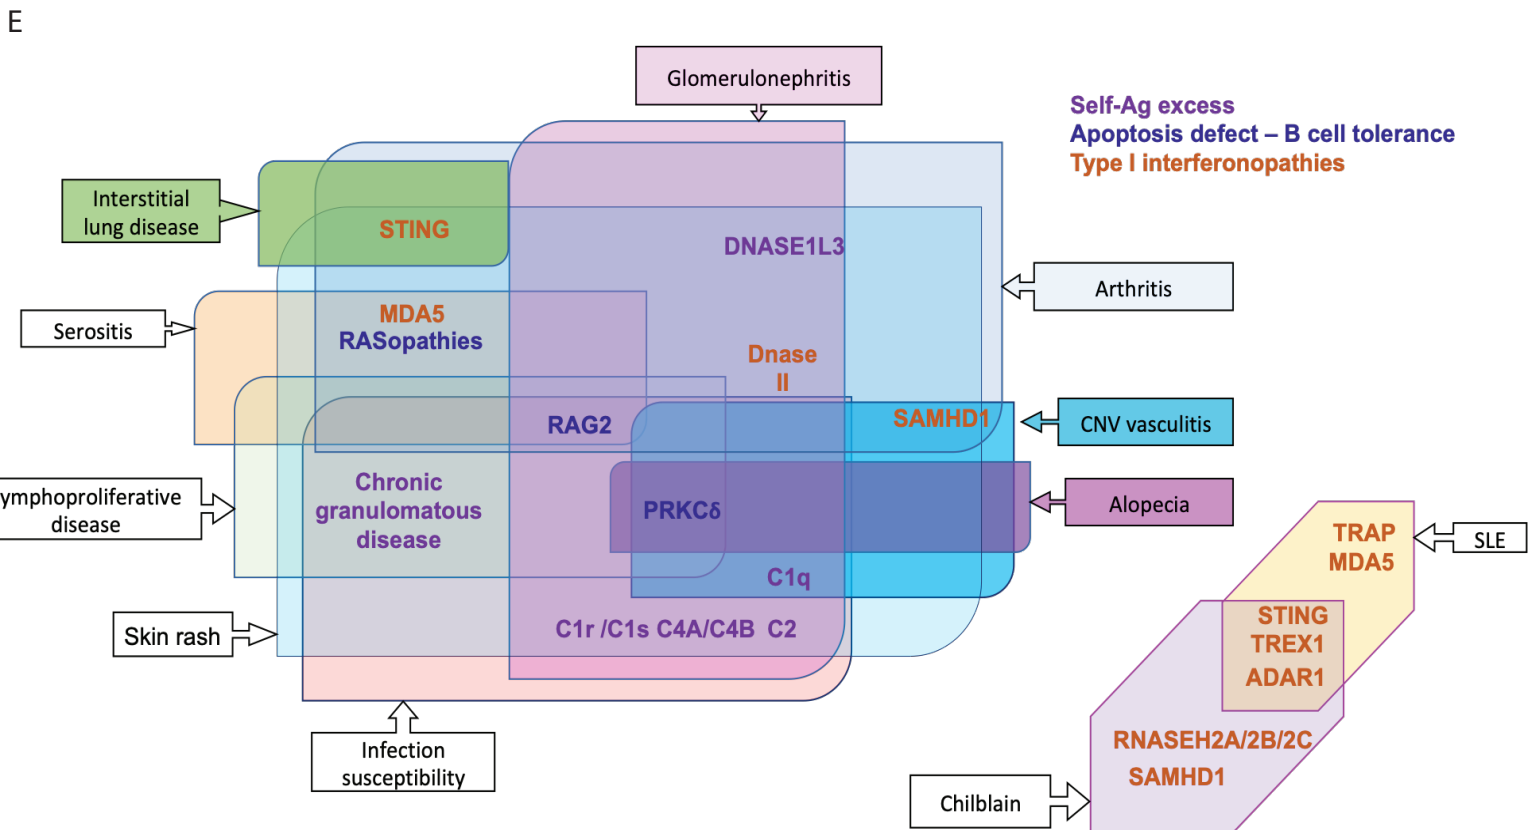 E
Glomerulonephritis
Self-Ag excess
Apoptosis defect – B cell tolerance
Type I interferonopathies
Interstitial
lung disease
STING
DNASE1L3
Arthritis
Serositis
MDA5
RASopathies
Dnase
II
RAG2
SAMHD1
CNV vasculitis
ymphoproliferative
disease
Chronic
granulomatous
disease
PRKCδ
Alopecia
C1q
Skin rash
C1r /C1s C4A/C4B C2
Infection
susceptibility
TRAP
MDA5
SLE
STING
TREX1
ADAR1
RNASEH2A/2B/2C
SAMHD1
Chilblain